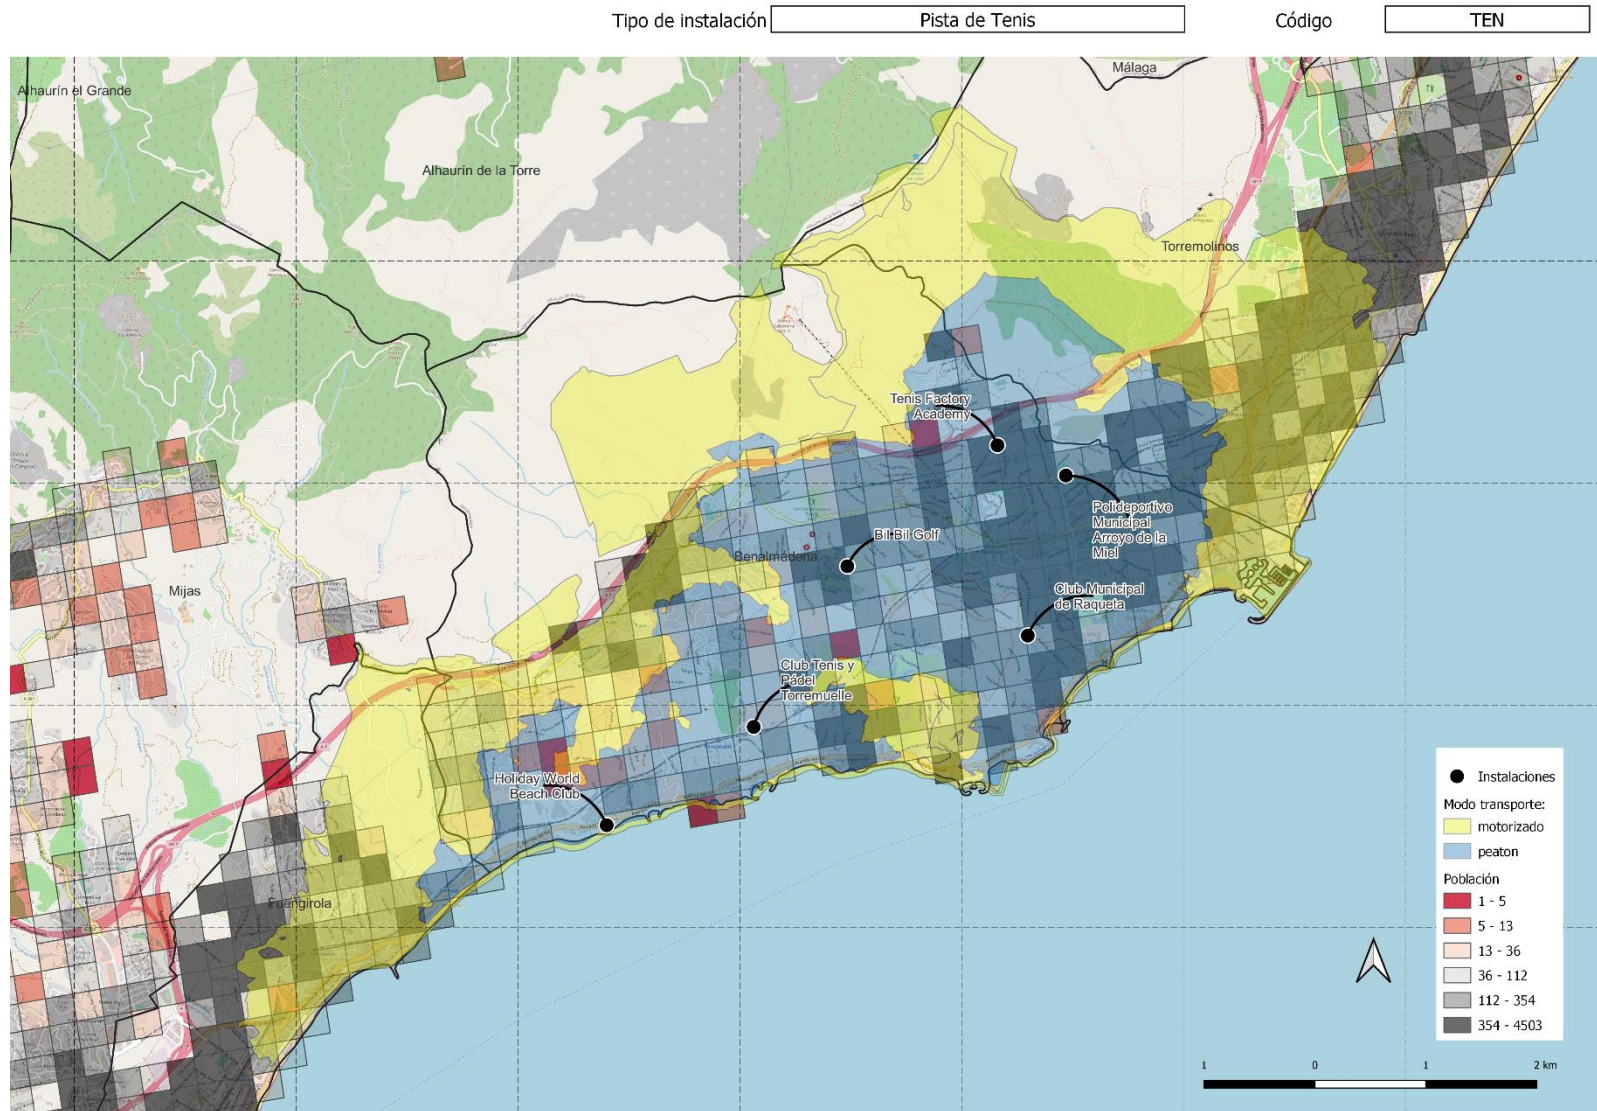 Tipo de instalación
Pista de Tenis
Código
TEN
Málaga
Alhaurín el Grande
Alhaurín de la Torre
Torremolinos
Tenis Factory
Academy
Polideportivo
Municipal
Arroyo de la
Miel
Bil-Bil Golf
Benalmádena
Mijas
Club Municipal
de Raqueta
Club Tenis y
Pádel
Torremuelle
Holiday World
Beach Club
Fuengirola
Instalaciones
Modo transporte:
motorizado
peaton
Población
1 - 5
5 - 13
13 - 36
36 - 112
112 - 354
354 - 4503
1 0 1 2 km